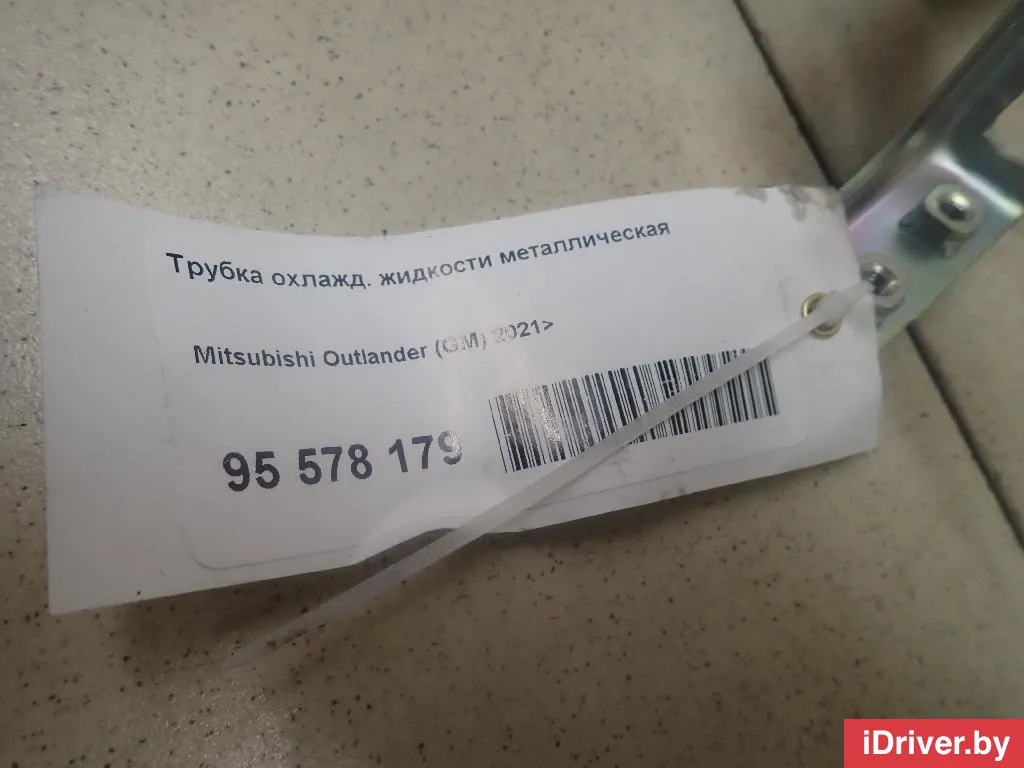 Трубка охлажд. жидкости металлическая
Mitsubishi Outlander (GM) 2021>
95 578 179
iDriver.by